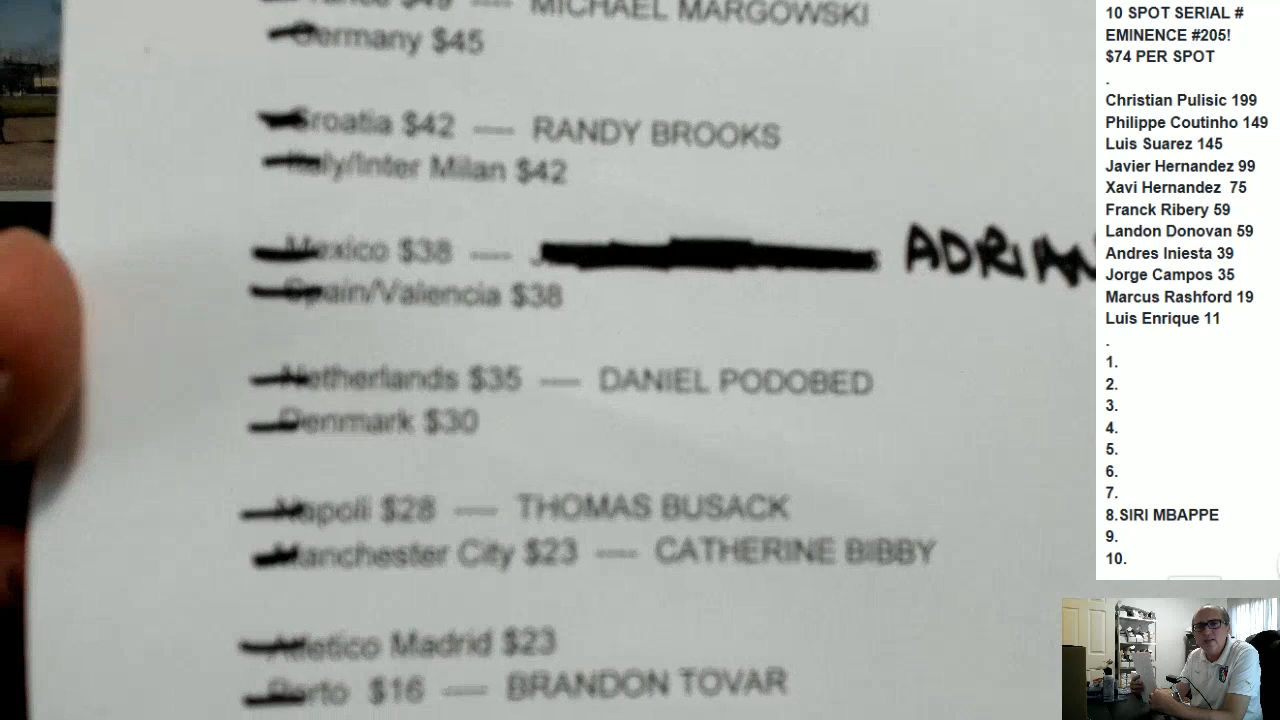 France $45 ---- MICHAEL MARGOWSKI
Germany $45
Croatia $42 ---- RANDY BROOKS
Italy/Inter Milan $42
Mexico $38 ---- ADRIAN
Spain/Valencia $38
Netherlands $35 ---- DANIEL PODOBED
Denmark $30
Napoli $28 ---- THOMAS BUSACK
Manchester City $23 ---- CATHERINE BIBBY
Atletico Madrid $23
Porto $16 ---- BRANDON TOVAR
10 SPOT SERIAL #
EMINENCE #205!
$74 PER SPOT
.
Christian Pulisic 199
Philippe Coutinho 149
Luis Suarez 145
Javier Hernandez 99
Xavi Hernandez 75
Franck Ribery 59
Landon Donovan 59
Andres Iniesta 39
Jorge Campos 35
Marcus Rashford 19
Luis Enrique 11
.
1.
2.
3.
4.
5.
6.
7.
8.SIRI MBAPPE
9.
10.